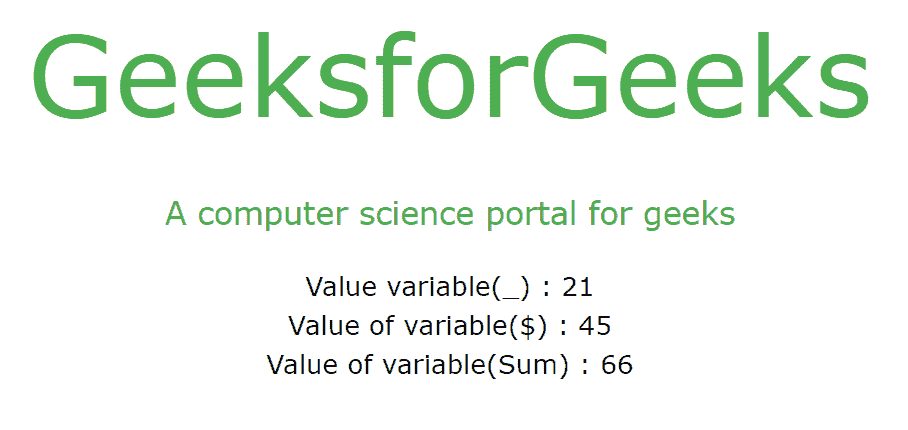 GeeksforGeeks
A computer science portal for geeks
Value variable(_) : 21
Value of variable($) : 45
Value of variable(Sum) : 66